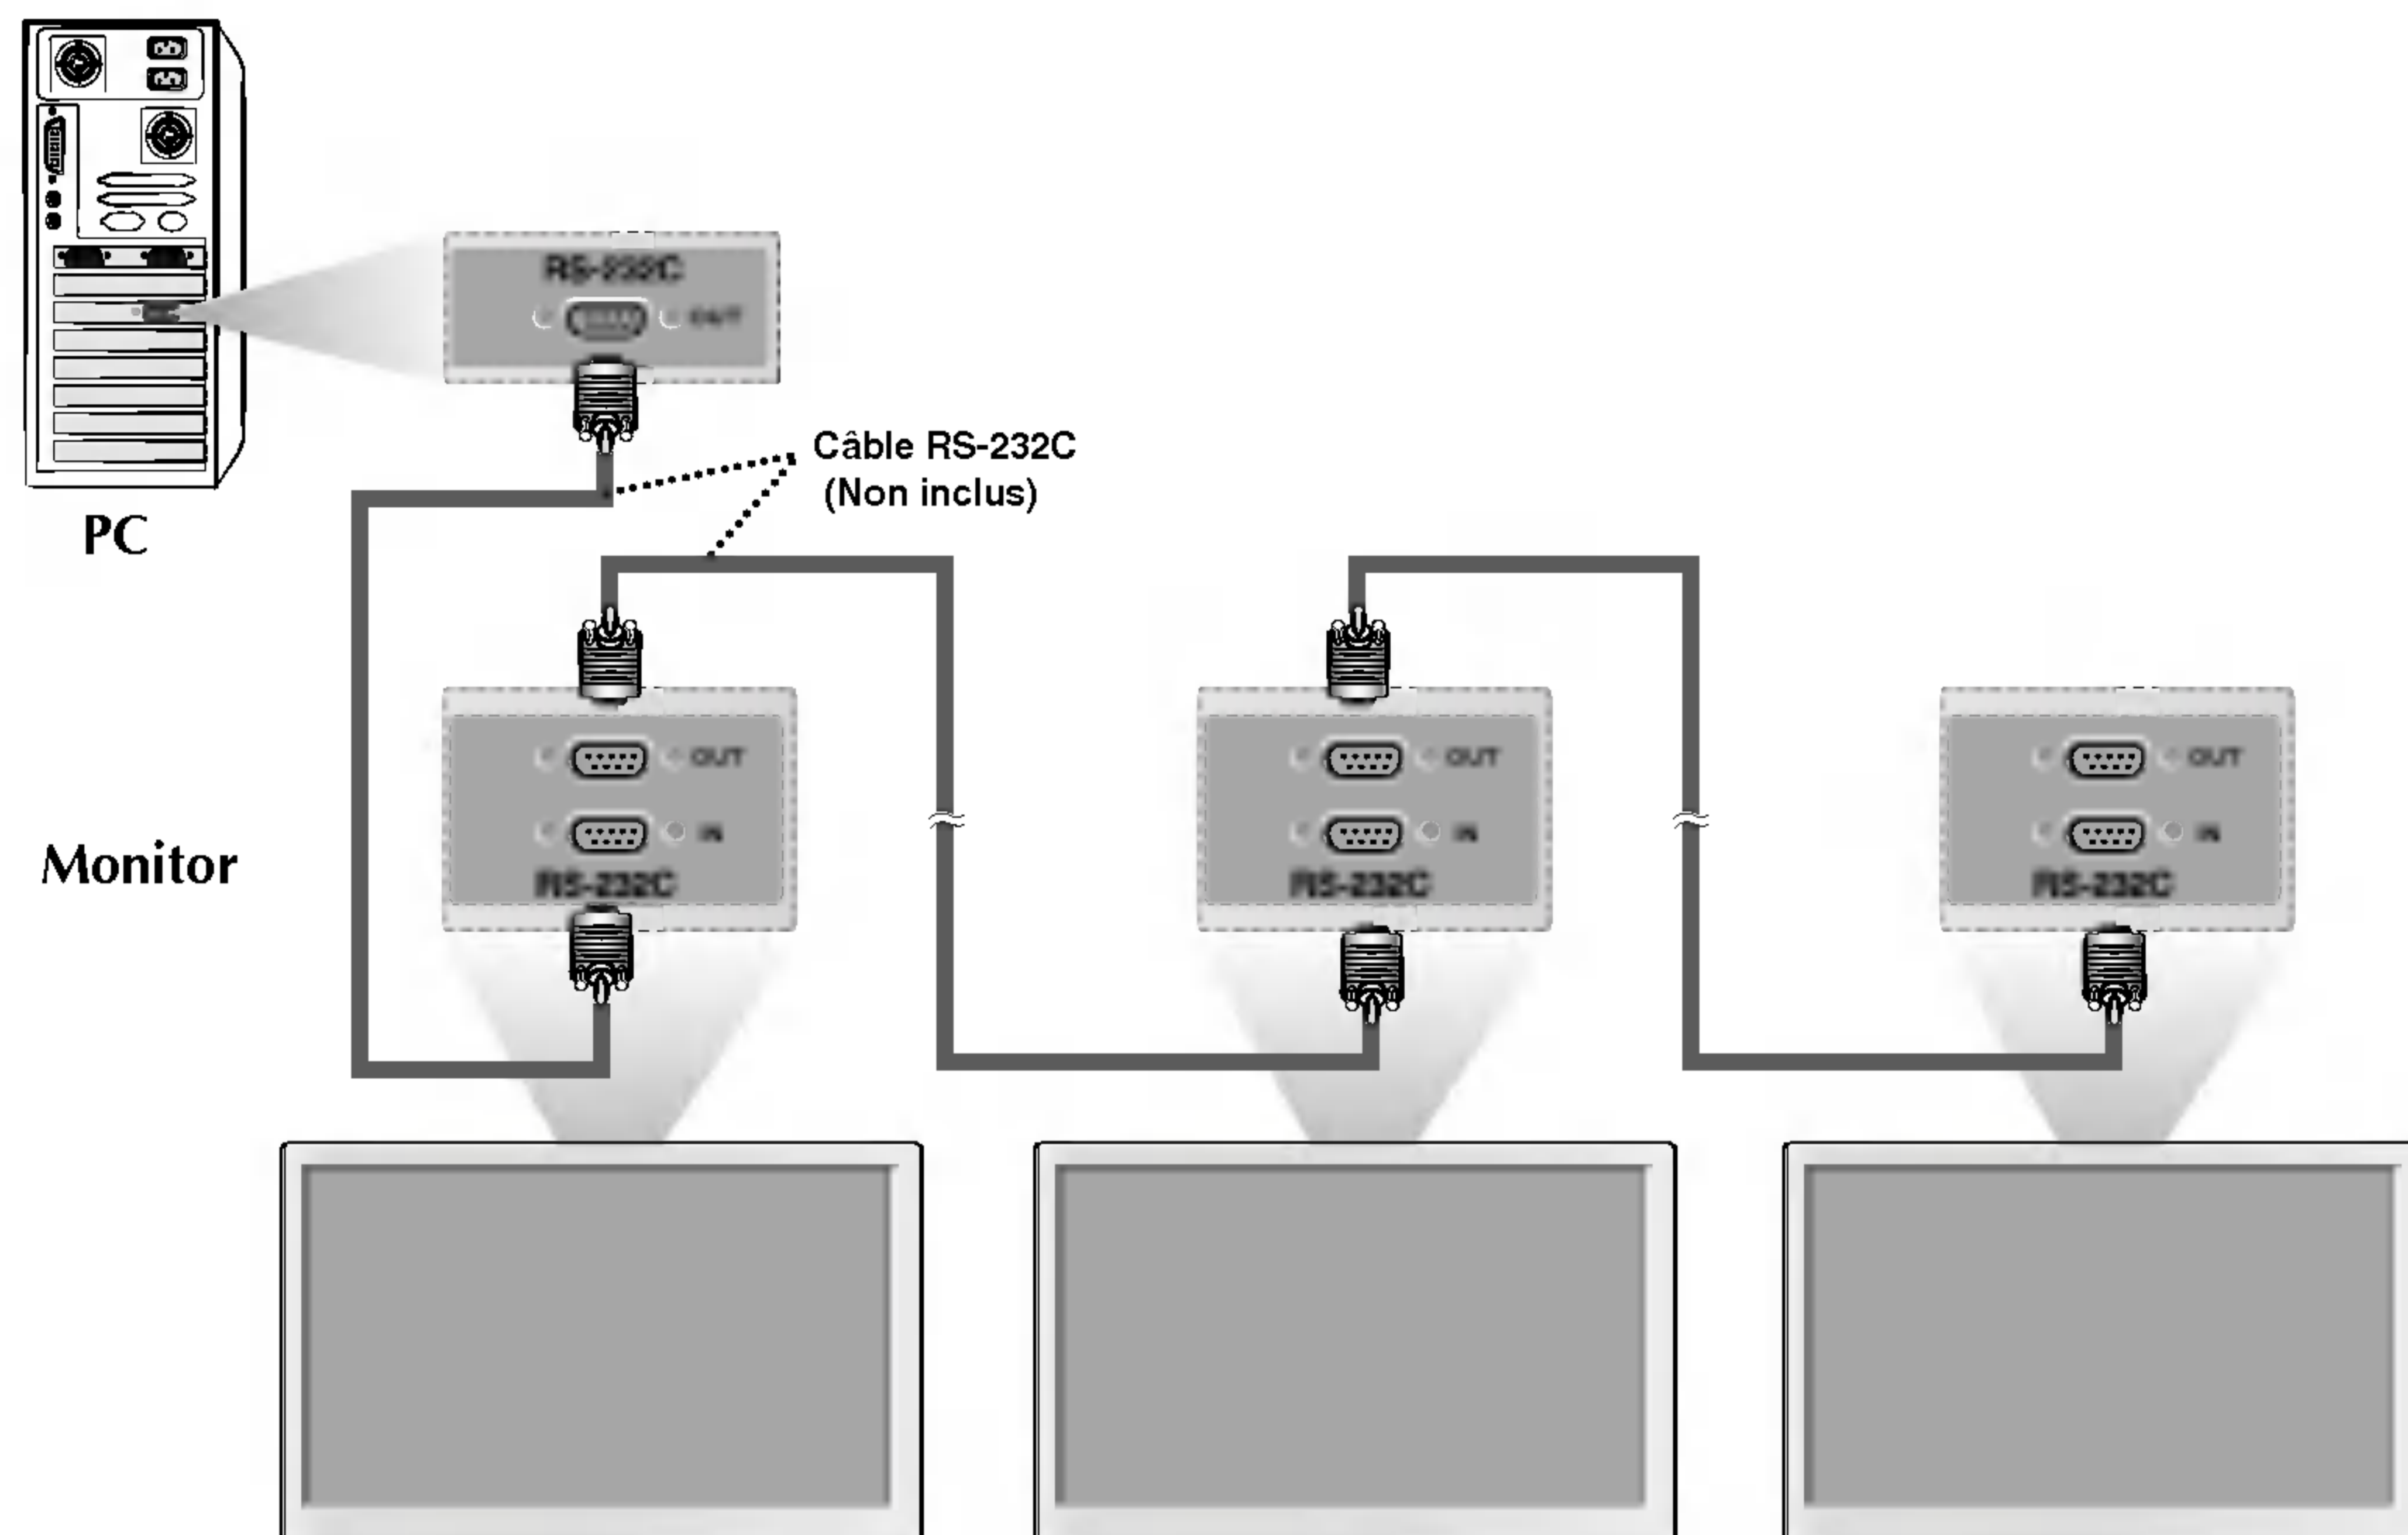 RS-232C
OUT
Câble RS-232C
(Non inclus)
PC
OUT
IN
RS-232C
OUT
IN
RS-232C
OUT
IN
RS-232C
Monitor